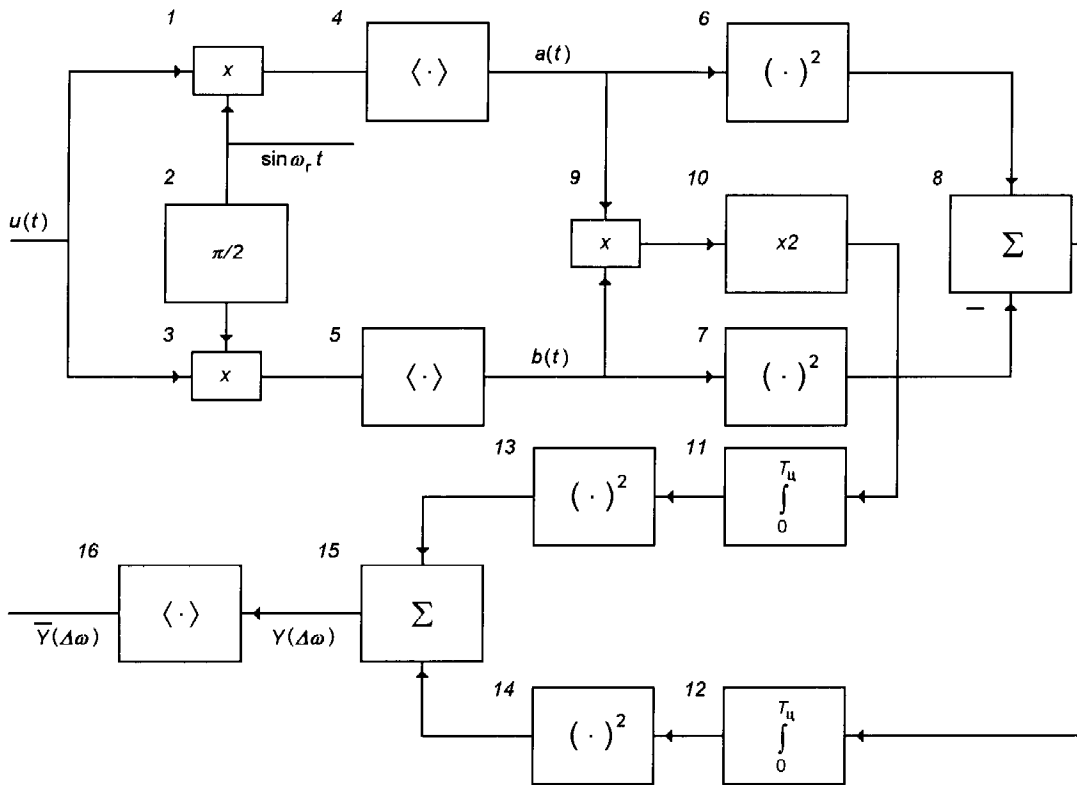 1 4 6
x ⟨·⟩ a(t) (·)²
sin ω_г t
2 9 10 8
u(t) π/2 x x2 Σ
−
3 5 7
x ⟨·⟩ b(t) (·)²
13 11
(·)² ∫₀^{T_ц}
16 15
⟨·⟩ Σ
Y̅(Δω) Y(Δω)
14 12
(·)² ∫₀^{T_ц}